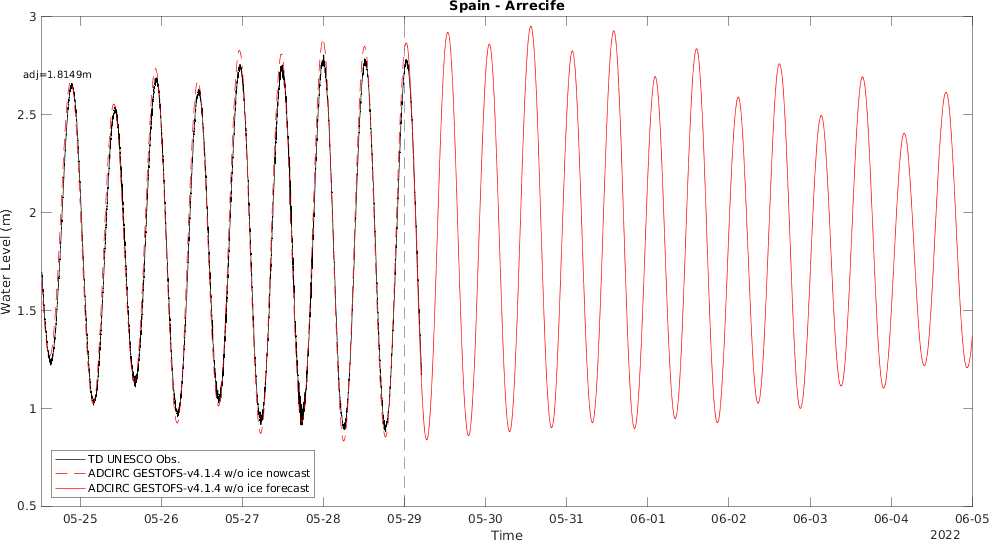 Spain - Arrecife
adj=1.8149m
3
2.5
2
1.5
1
0.5
Water Level (m)
TD UNESCO Obs.
ADCIRC GESTOFS-v4.1.4 w/o ice nowcast
ADCIRC GESTOFS-v4.1.4 w/o ice forecast
05-25 05-26 05-27 05-28 05-29 05-30 05-31 06-01 06-02 06-03 06-04 06-05
Time
2022